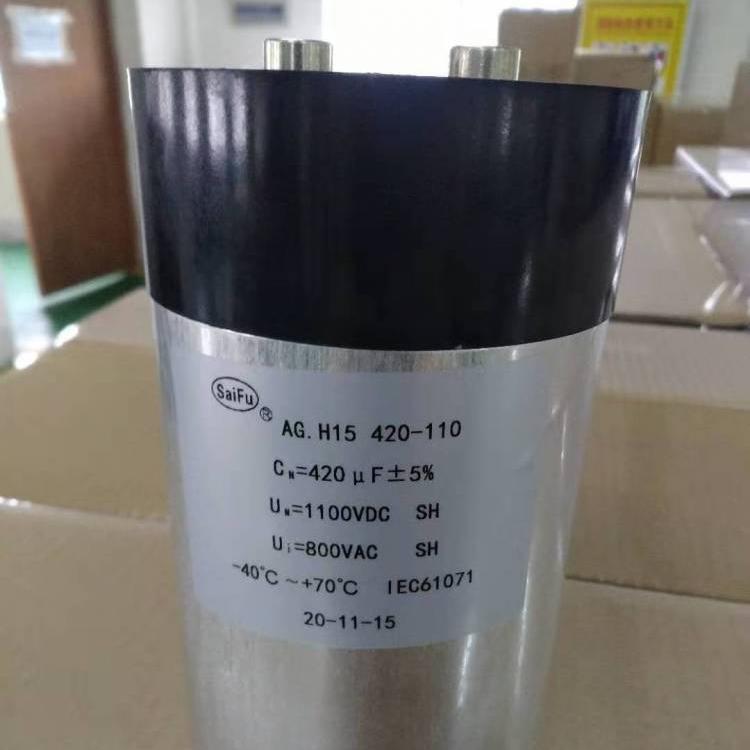 SaiFu
®
AG.H15 420-110
CN=420μF±5%
UN=1100VDC SH
Ui=800VAC SH
-40℃~+70℃ IEC61071
20-11-15